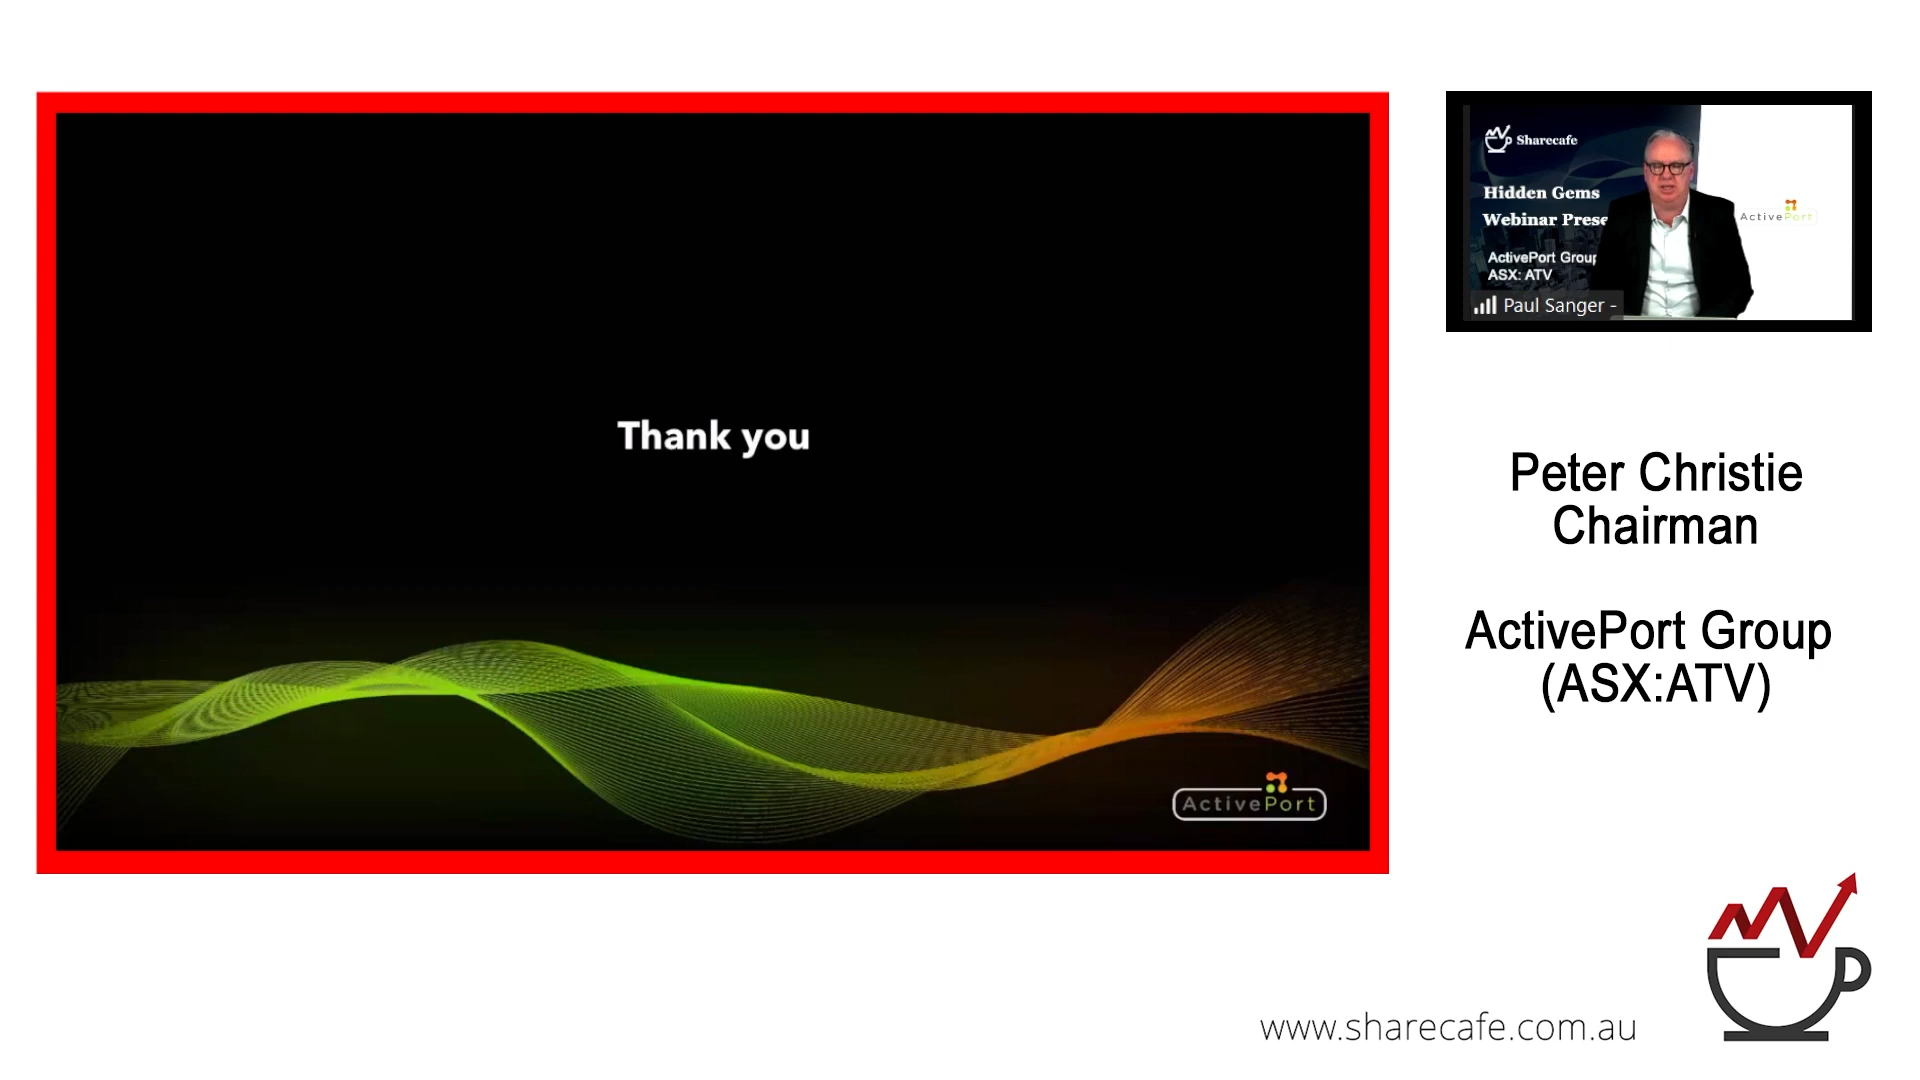 Thank you
ActivePort
Sharecafe
Hidden Gems
Webinar Prese
ActivePort Group
ASX: ATV
ActivePort
Paul Sanger -
Peter Christie
Chairman
ActivePort Group
(ASX:ATV)
www.sharecafe.com.au